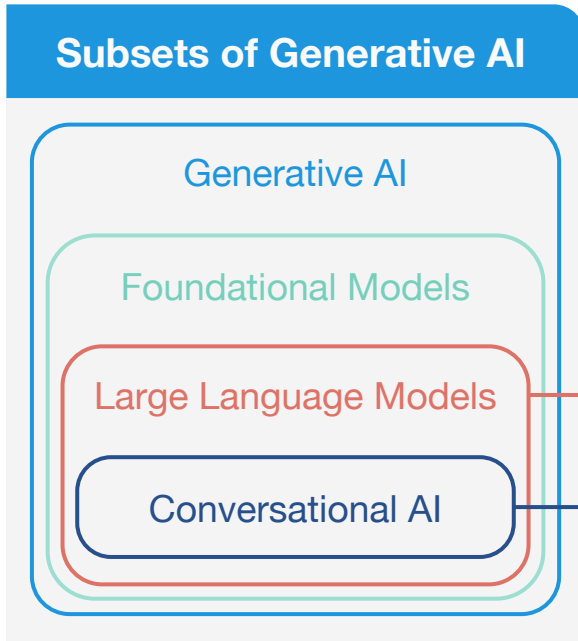 Subsets of Generative AI
Generative AI
Foundational Models
Large Language Models
Conversational AI